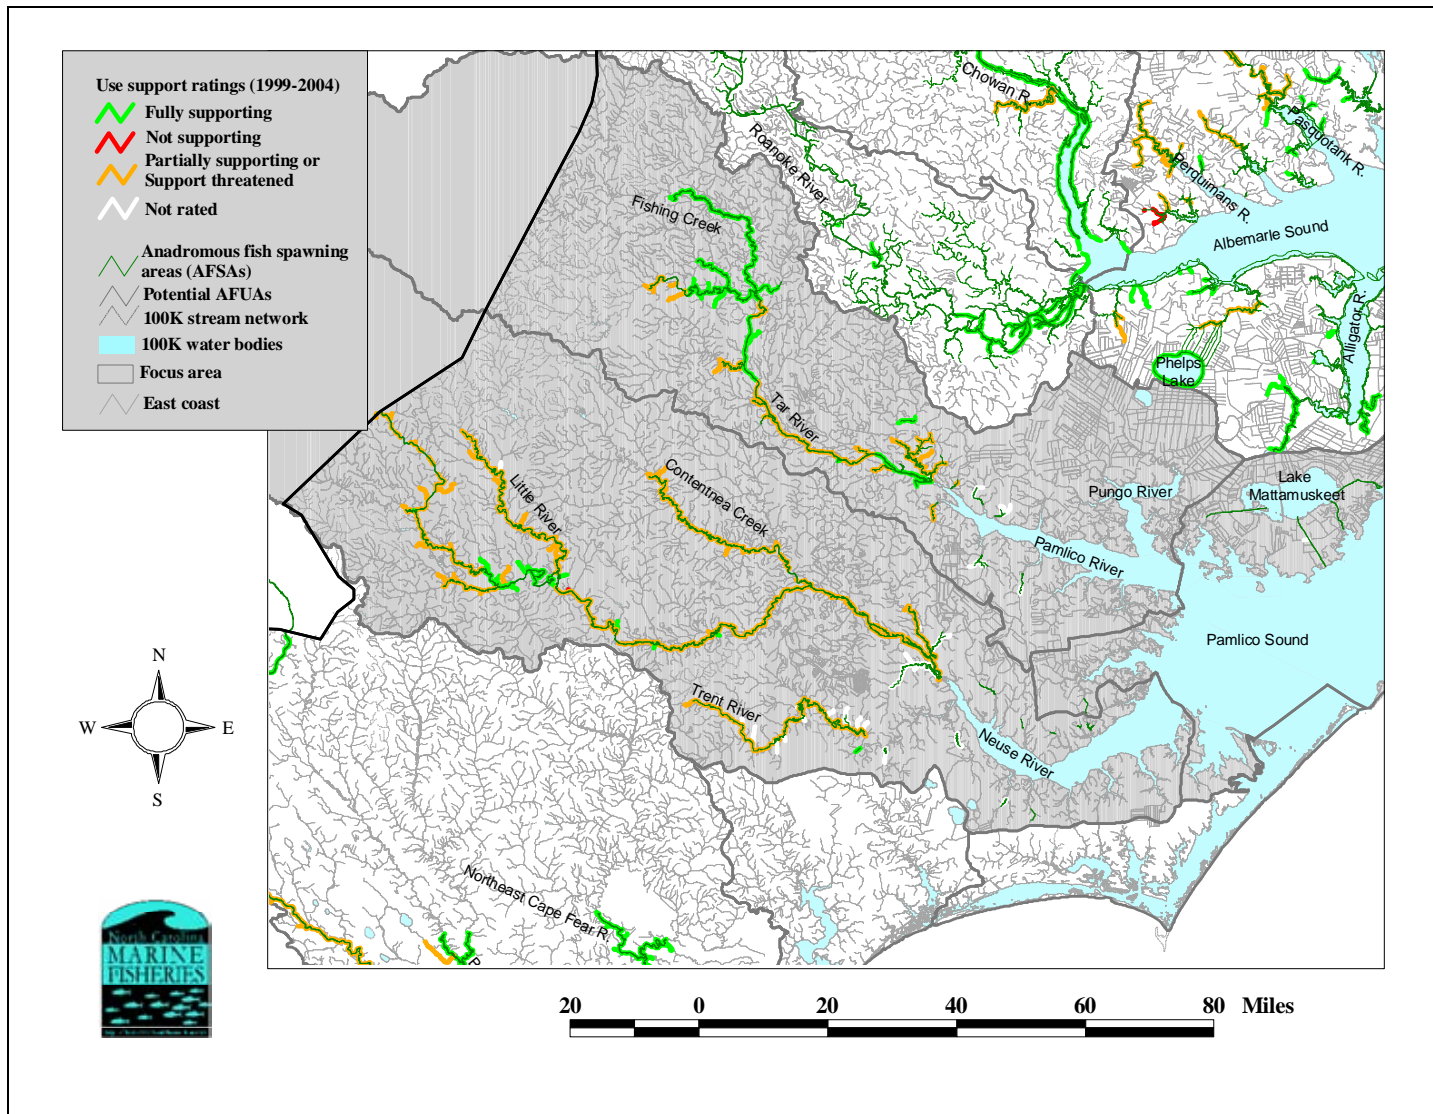 Use support ratings (1999-2004)
Fully supporting
Not supporting
Partially supporting or
Support threatened
Not rated
Anadromous fish spawning
areas (AFSAs)
Potential AFUAs
100K stream network
100K water bodies
Focus area
East coast
Chowan R.
Pasquotank R.
Roanoke River
Perquimans R.
Fishing Creek
Albemarle Sound
Alligator R.
Phelps
Lake
Tar River
Contentnea Creek
Little River
Pungo River
Lake
Mattamuskeet
Pamlico River
Pamlico Sound
Trent River
Neuse River
Northeast Cape Fear R.
R
N
W
E
S
North Carolina
MARINE
FISHERIES
20 0 20 40 60 80 Miles